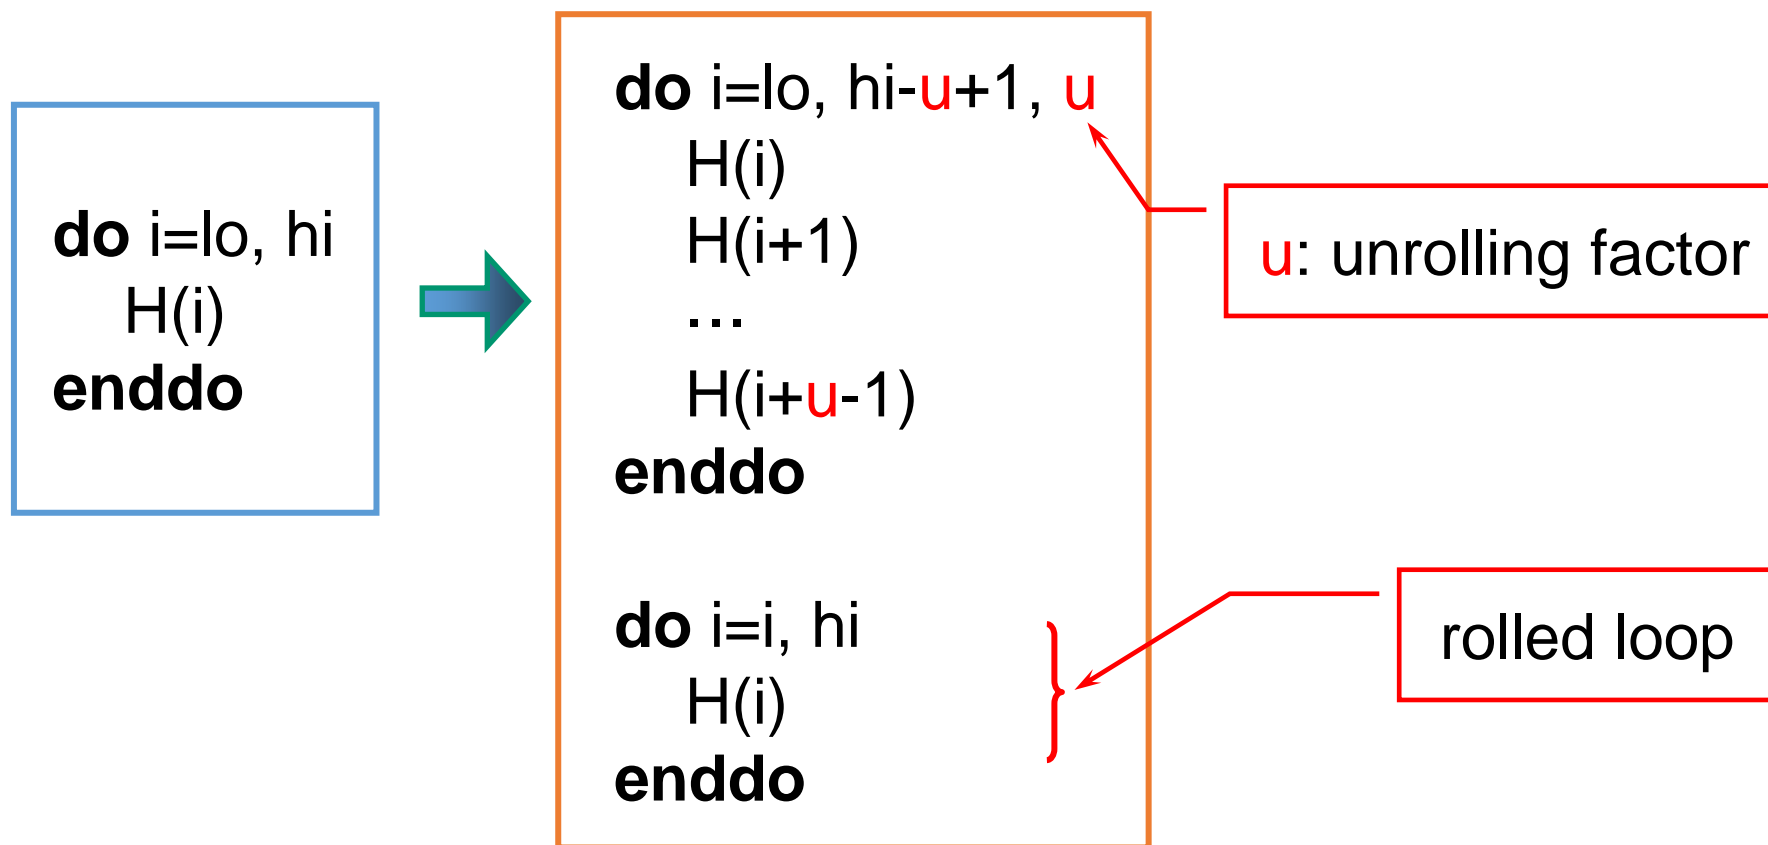 do i=lo, hi
H(i)
enddo
do i=lo, hi-u+1, u
H(i)
H(i+1)
...
H(i+u-1)
enddo
do i=i, hi
H(i)
enddo
u: unrolling factor
rolled loop